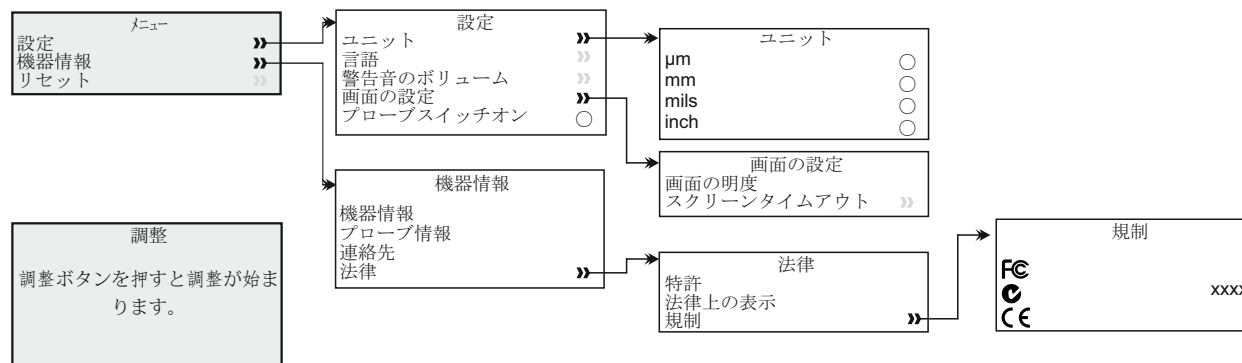 メニュー
設定
機器情報
リセット
設定
ユニット
言語
警告音のボリューム
画面の設定
プローブスイッチオン
ユニット
µm
mm
mils
inch
画面の設定
画面の明度
スクリーンタイムアウト
機器情報
機器情報
プローブ情報
連絡先
法律
法律
特許
法律上の表示
規制
規制
FC
xxxx
CE
調整
調整ボタンを押すと調整が始ま
ります。